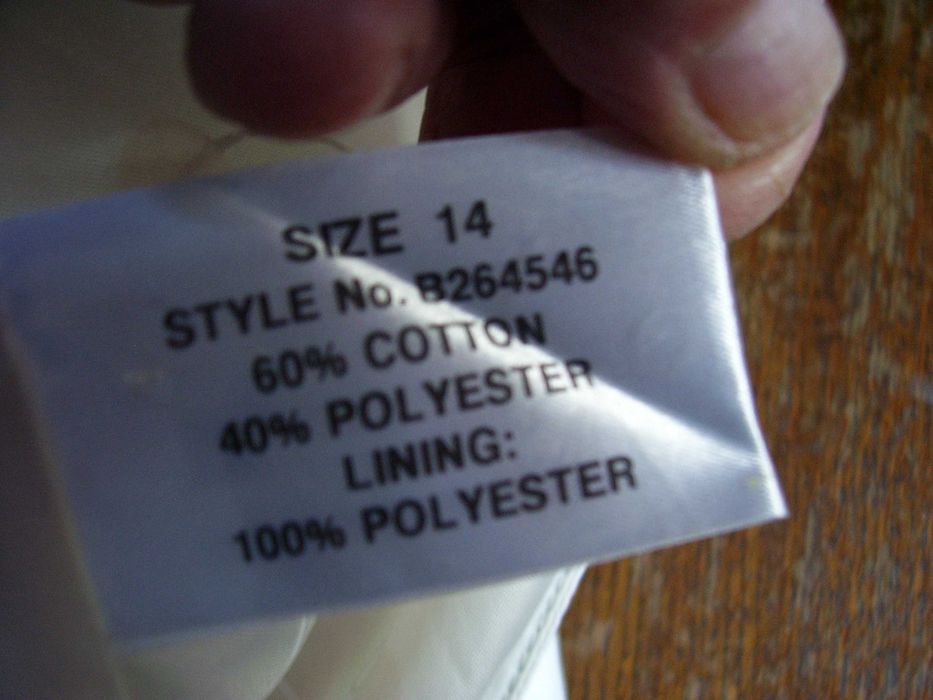 SIZE 14
STYLE No. B264546
60% COTTON
40% POLYESTER
LINING:
100% POLYESTER